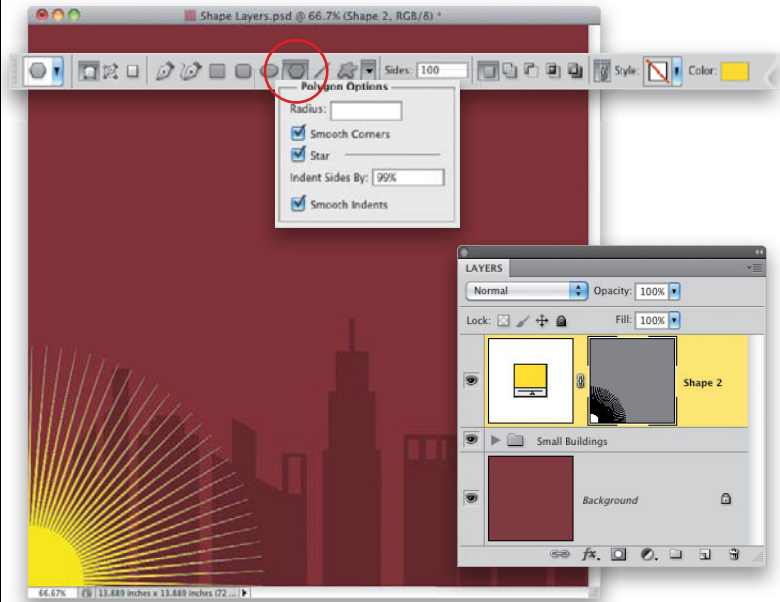 Shape Layers.psd @ 66.7% (Shape 2, RGB/8) *
Sides: 100
Style:
Color:
Polygon Options
Radius:
Smooth Corners
Star
Indent Sides By: 99%
Smooth Indents
LAYERS
Normal
Opacity: 100%
Lock:
Fill: 100%
Shape 2
Small Buildings
Background
fx.
66.67%
13.889 inches x 13.889 inches (72 ...